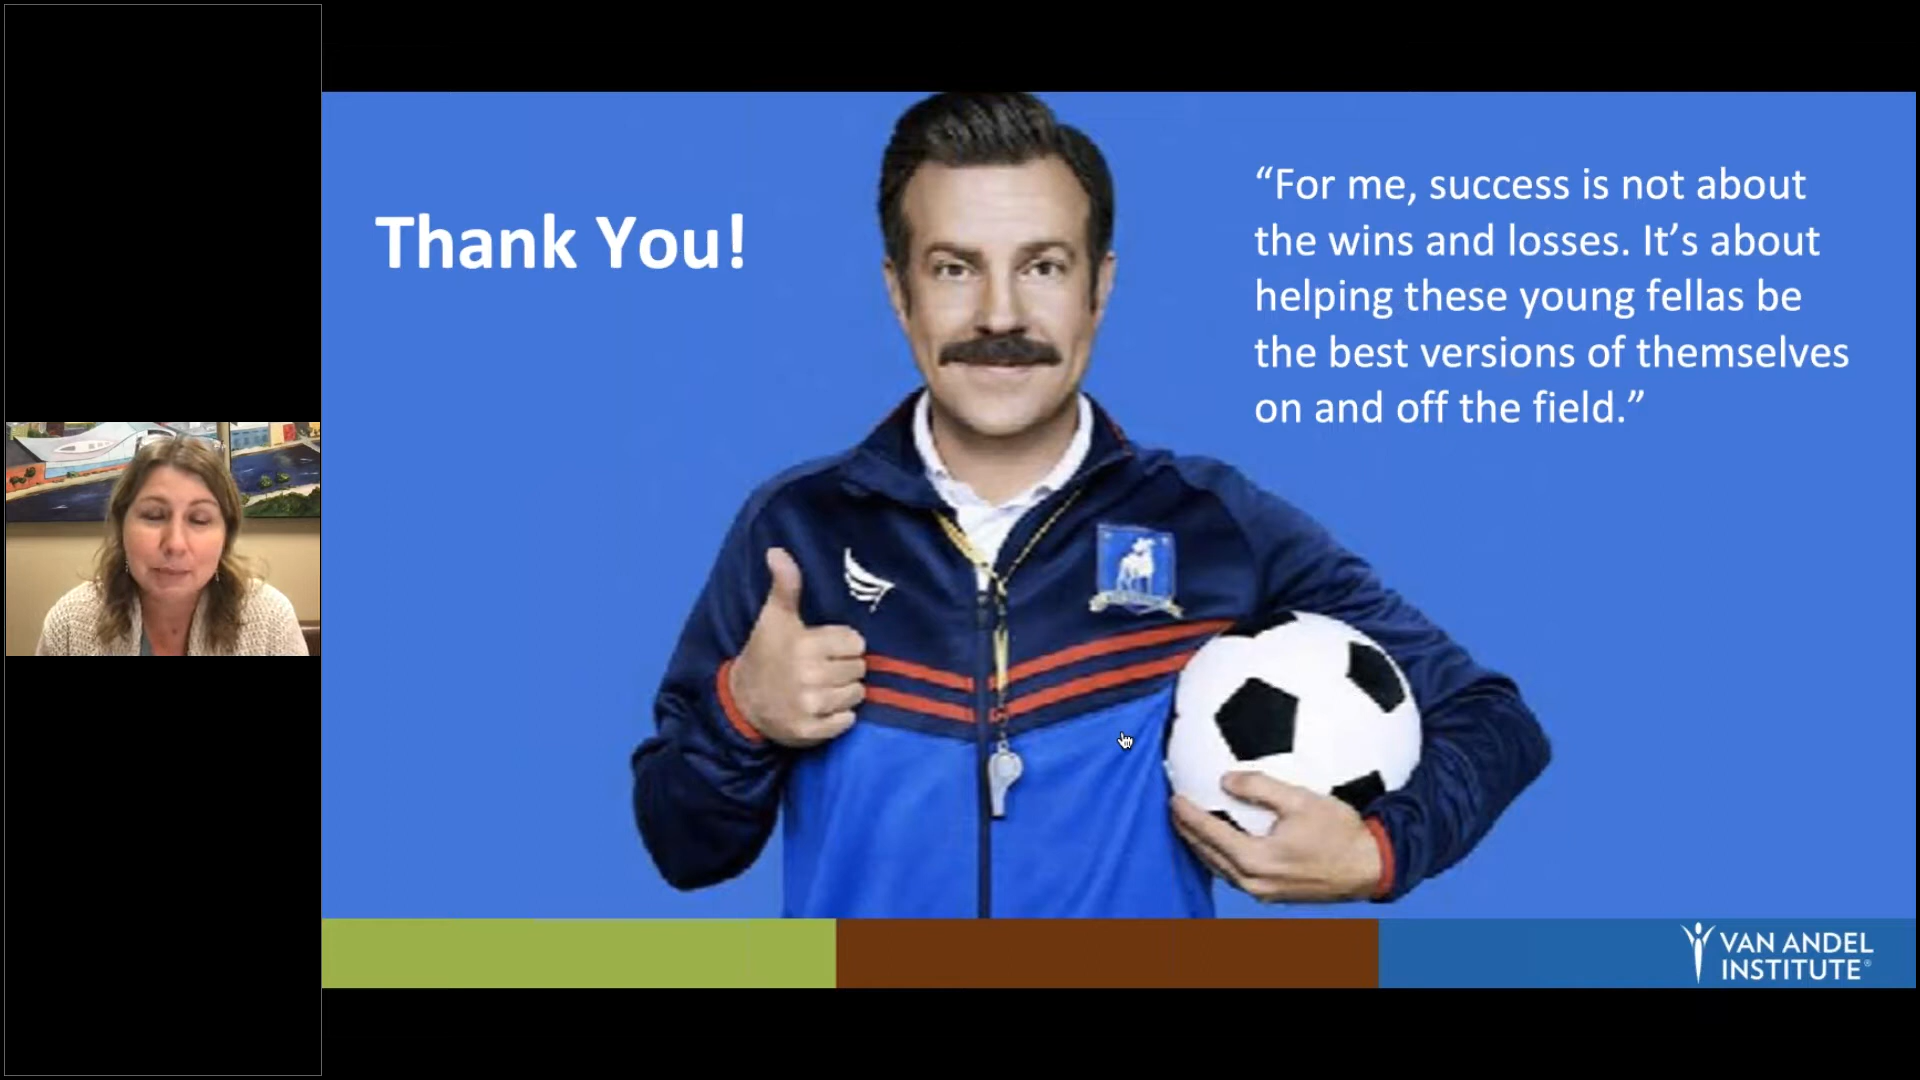 Thank You!
“For me, success is not about
the wins and losses. It’s about
helping these young fellas be
the best versions of themselves
on and off the field.”
VAN ANDEL
INSTITUTE®